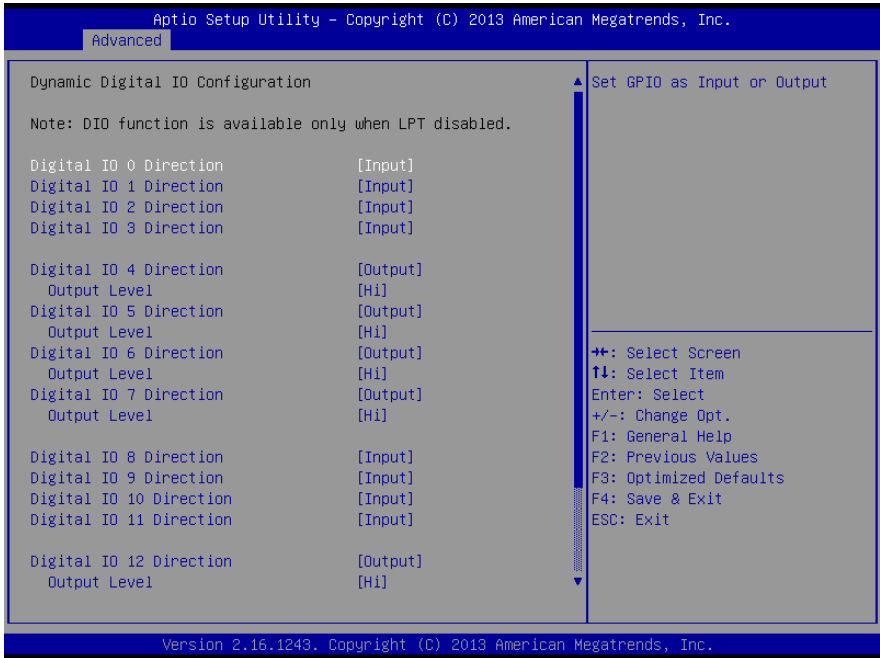 Aptio Setup Utility – Copyright (C) 2013 American Megatrends, Inc.
Advanced
Dynamic Digital IO Configuration
Note: DIO function is available only when LPT disabled.
Digital IO 0 Direction [Input]
Digital IO 1 Direction [Input]
Digital IO 2 Direction [Input]
Digital IO 3 Direction [Input]
Digital IO 4 Direction [Output]
Output Level [Hi]
Digital IO 5 Direction [Output]
Output Level [Hi]
Digital IO 6 Direction [Output]
Output Level [Hi]
Digital IO 7 Direction [Output]
Output Level [Hi]
Digital IO 8 Direction [Input]
Digital IO 9 Direction [Input]
Digital IO 10 Direction [Input]
Digital IO 11 Direction [Input]
Digital IO 12 Direction [Output]
Output Level [Hi]
Set GPIO as Input or Output
→←: Select Screen
↑↓: Select Item
Enter: Select
+/-: Change Opt.
F1: General Help
F2: Previous Values
F3: Optimized Defaults
F4: Save & Exit
ESC: Exit
Version 2.16.1243. Copyright (C) 2013 American Megatrends, Inc.